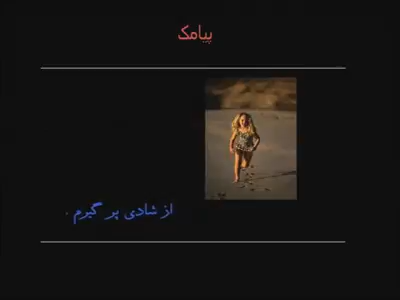 پیامک
از شادی پر گیرم .